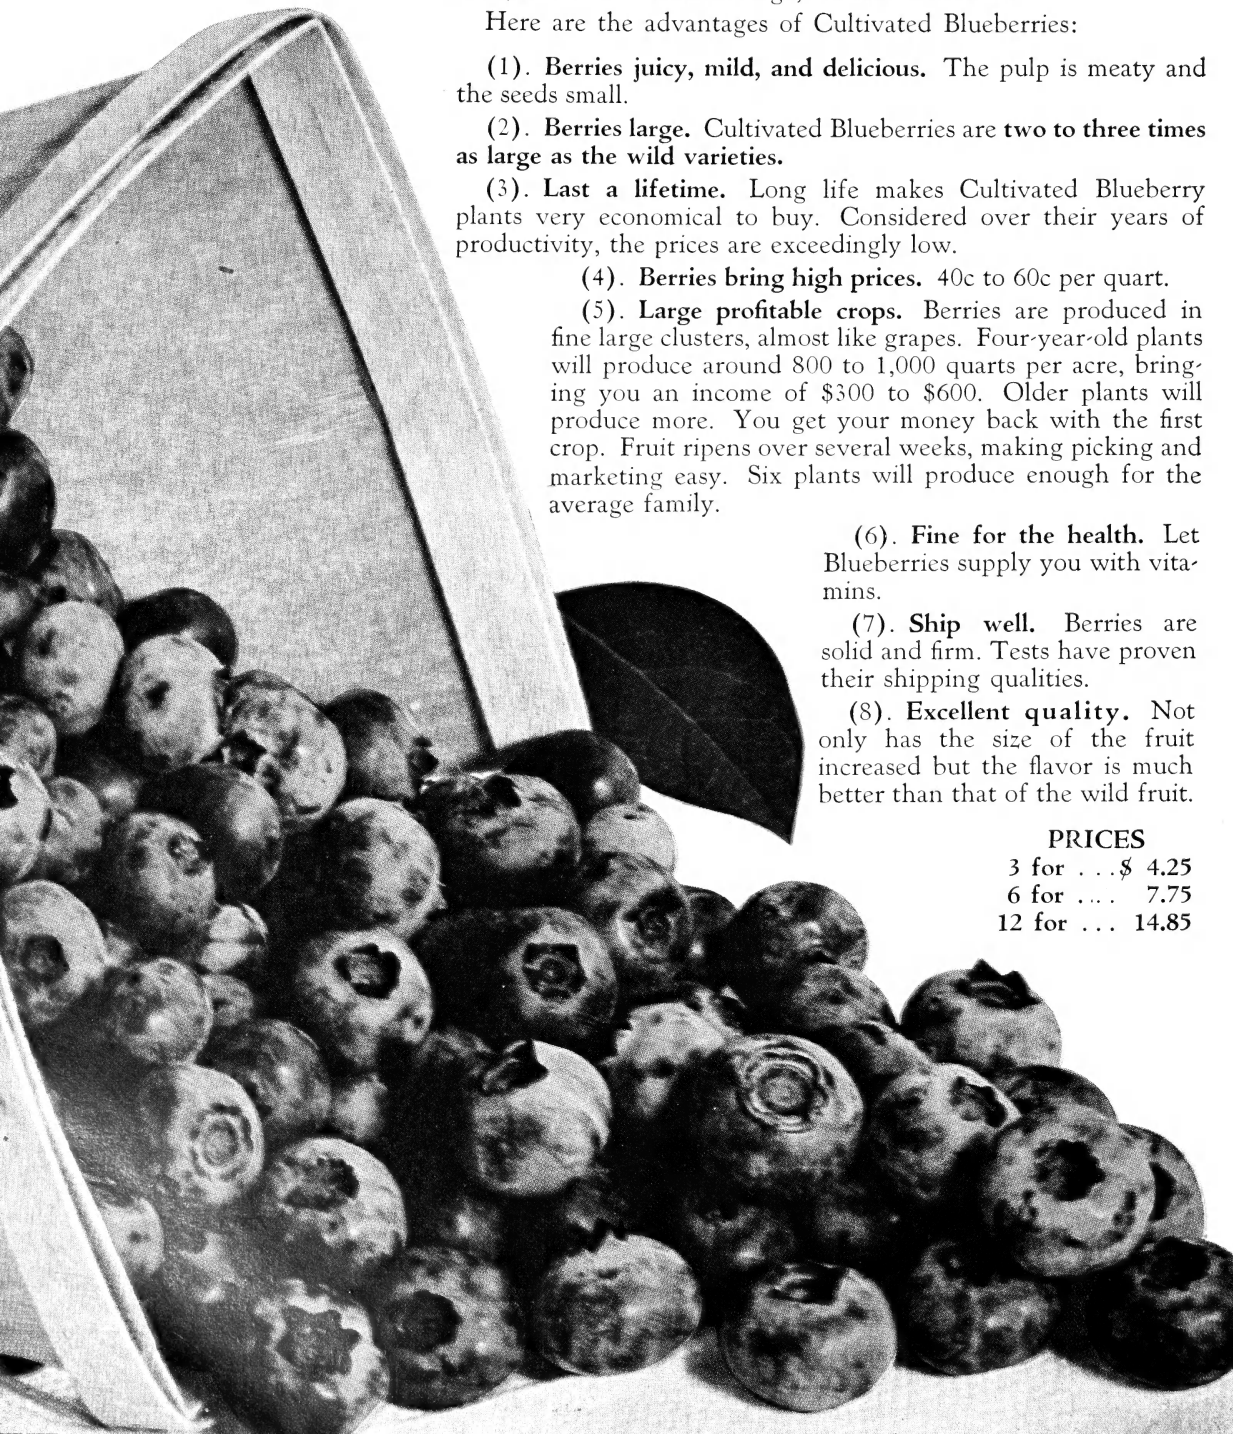 Here are the advantages of Cultivated Blueberries:
(1). Berries juicy, mild, and delicious. The pulp is meaty and
the seeds small.
(2). Berries large. Cultivated Blueberries are two to three times
as large as the wild varieties.
(3). Last a lifetime. Long life makes Cultivated Blueberry
plants very economical to buy. Considered over their years of
productivity, the prices are exceedingly low.
(4). Berries bring high prices. 40c to 60c per quart.
(5). Large profitable crops. Berries are produced in
fine large clusters, almost like grapes. Four-year-old plants
will produce around 800 to 1,000 quarts per acre, bring-
ing you an income of $300 to $600. Older plants will
produce more. You get your money back with the first
crop. Fruit ripens over several weeks, making picking and
marketing easy. Six plants will produce enough for the
average family.
(6). Fine for the health. Let
Blueberries supply you with vita-
mins.
(7). Ship well. Berries are
solid and firm. Tests have proven
their shipping qualities.
(8). Excellent quality. Not
only has the size of the fruit
increased but the flavor is much
better than that of the wild fruit.
PRICES
3 for . . . $ 4.25
6 for . . . . 7.75
12 for . . . 14.85